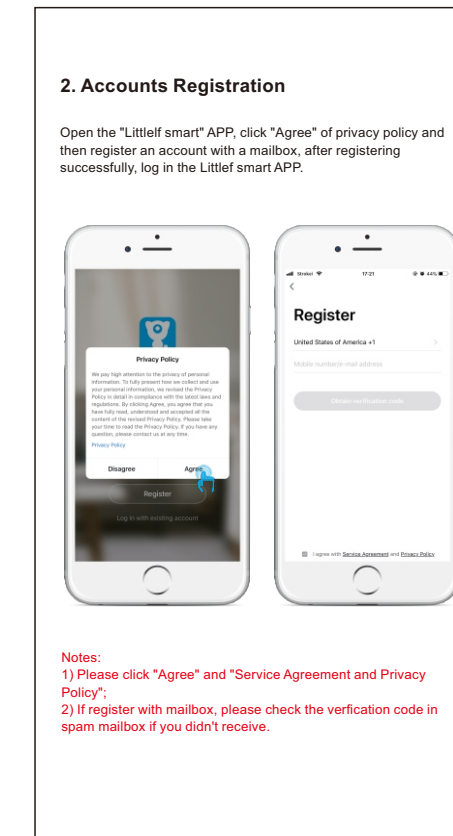 2. Accounts Registration
Open the "Littlelf smart" APP, click "Agree" of privacy policy and
then register an account with a mailbox, after registering
successfully, log in the Littlef smart APP.
Privacy Policy
We pay high attention to the privacy of personal
information. To fully present how we collect and use
your personal information, we revised the Privacy
Policy in detail in compliance with the latest laws and
regulations. By clicking Agree, you agree that you
have fully read, understood and accepted all the
content of the revised Privacy Policy. Please take
your time to read the Privacy Policy. If you have any
question, please contact us at any time.
Privacy Policy
Disagree Agree
Register
Log in with existing account
17:21 44%
Register
United States of America +1
Mobile number/e-mail address
Obtain verification code
I agree with Service Agreement and Privacy Policy
Notes:
1) Please click "Agree" and "Service Agreement and Privacy
Policy";
2) If register with mailbox, please check the verfication code in
spam mailbox if you didn't receive.